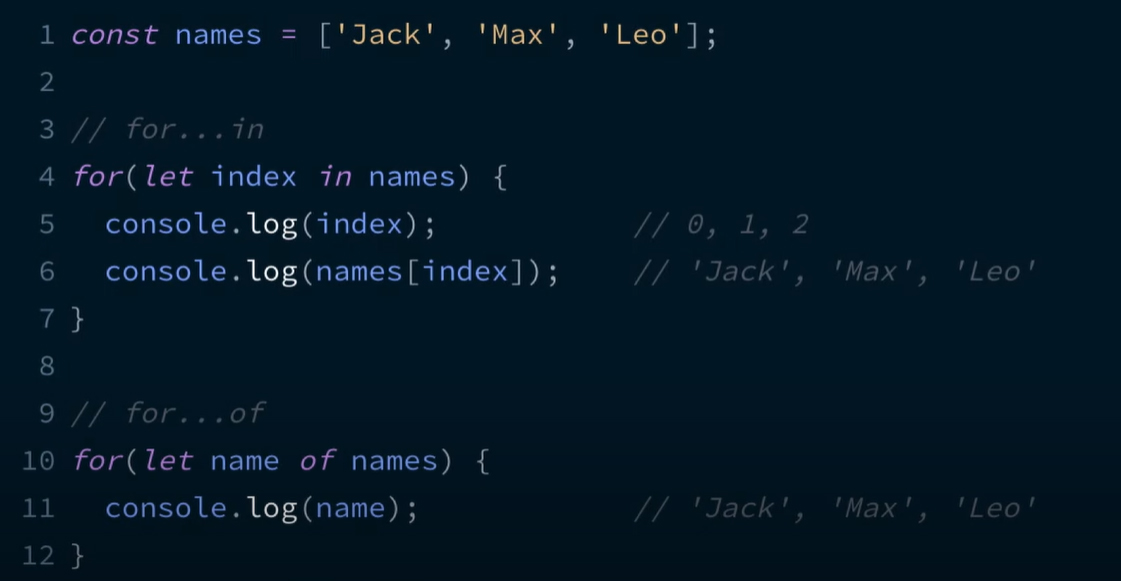 1 const names = ['Jack', 'Max', 'Leo'];
2
3 // for...in
4 for(let index in names) {
5   console.log(index);           // 0, 1, 2
6   console.log(names[index]);    // 'Jack', 'Max', 'Leo'
7 }
8
9 // for...of
10 for(let name of names) {
11   console.log(name);            // 'Jack', 'Max', 'Leo'
12 }